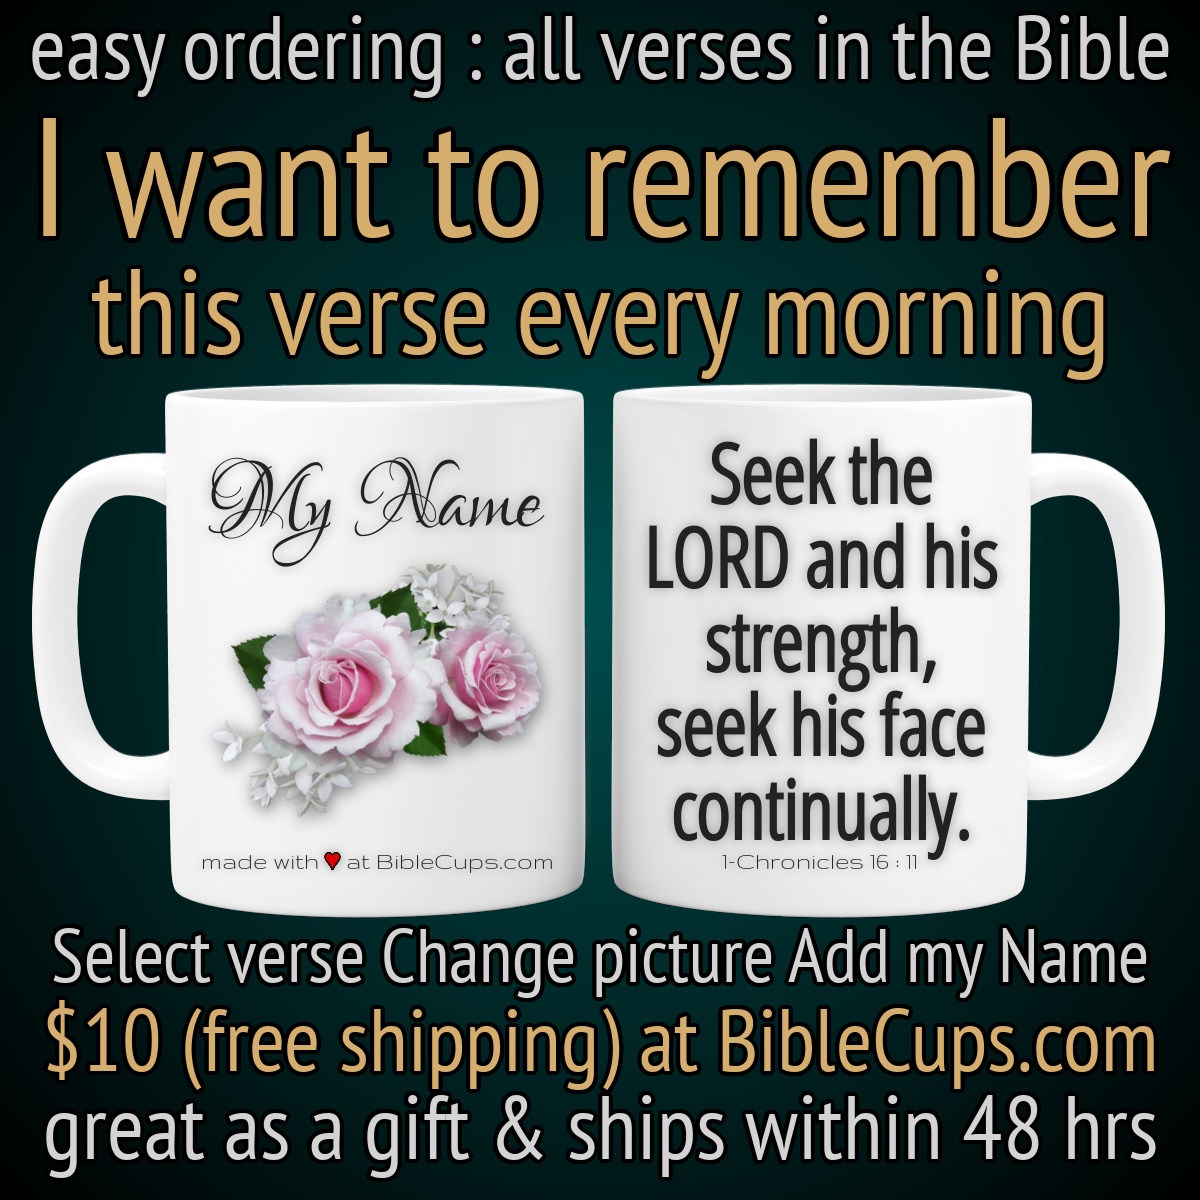 easy ordering : all verses in the Bible
I want to remember
this verse every morning
My Name
made with ♥ at BibleCups.com
Seek the
LORD and his
strength,
seek his face
continually.
1-Chronicles 16 : 11
Select verse Change picture Add my Name
$10 (free shipping) at BibleCups.com
great as a gift & ships within 48 hrs